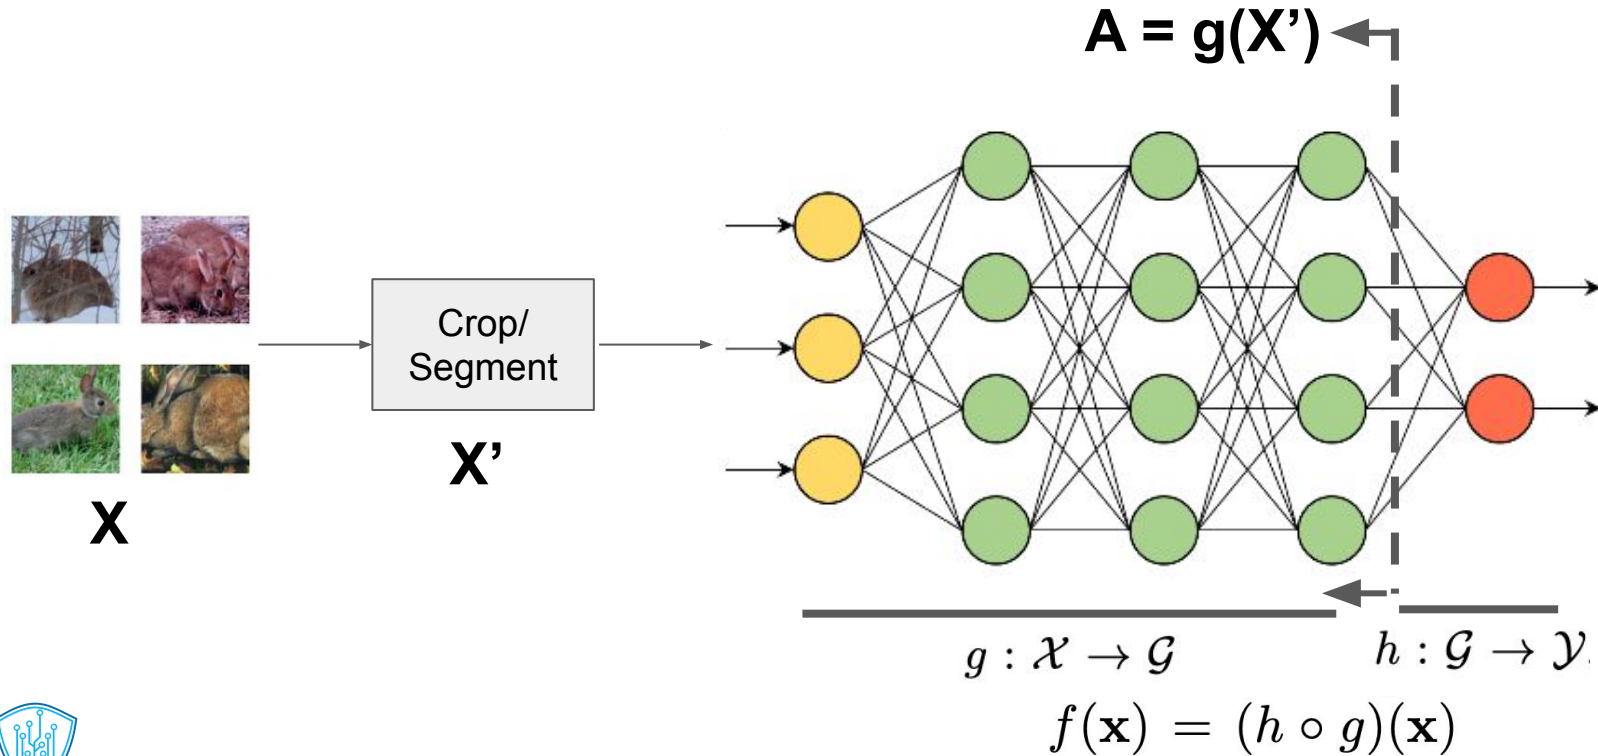 A = g(X’)
Crop/
Segment
X’
X
g : 𝒳 → 𝒢
h : 𝒢 → 𝒴.
f(𝐱) = (h ∘ g)(𝐱)